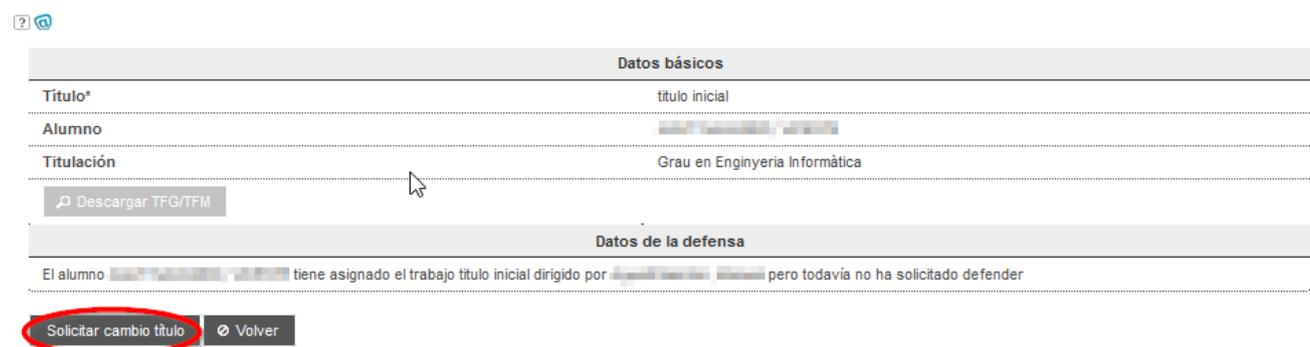 ?
@
Datos básicos
Título* titulo inicial
Alumno
Titulación Grau en Enginyeria Informàtica
Descargar TFG/TFM
Datos de la defensa
El alumno tiene asignado el trabajo titulo inicial dirigido por pero todavía no ha solicitado defender
Solicitar cambio título Volver